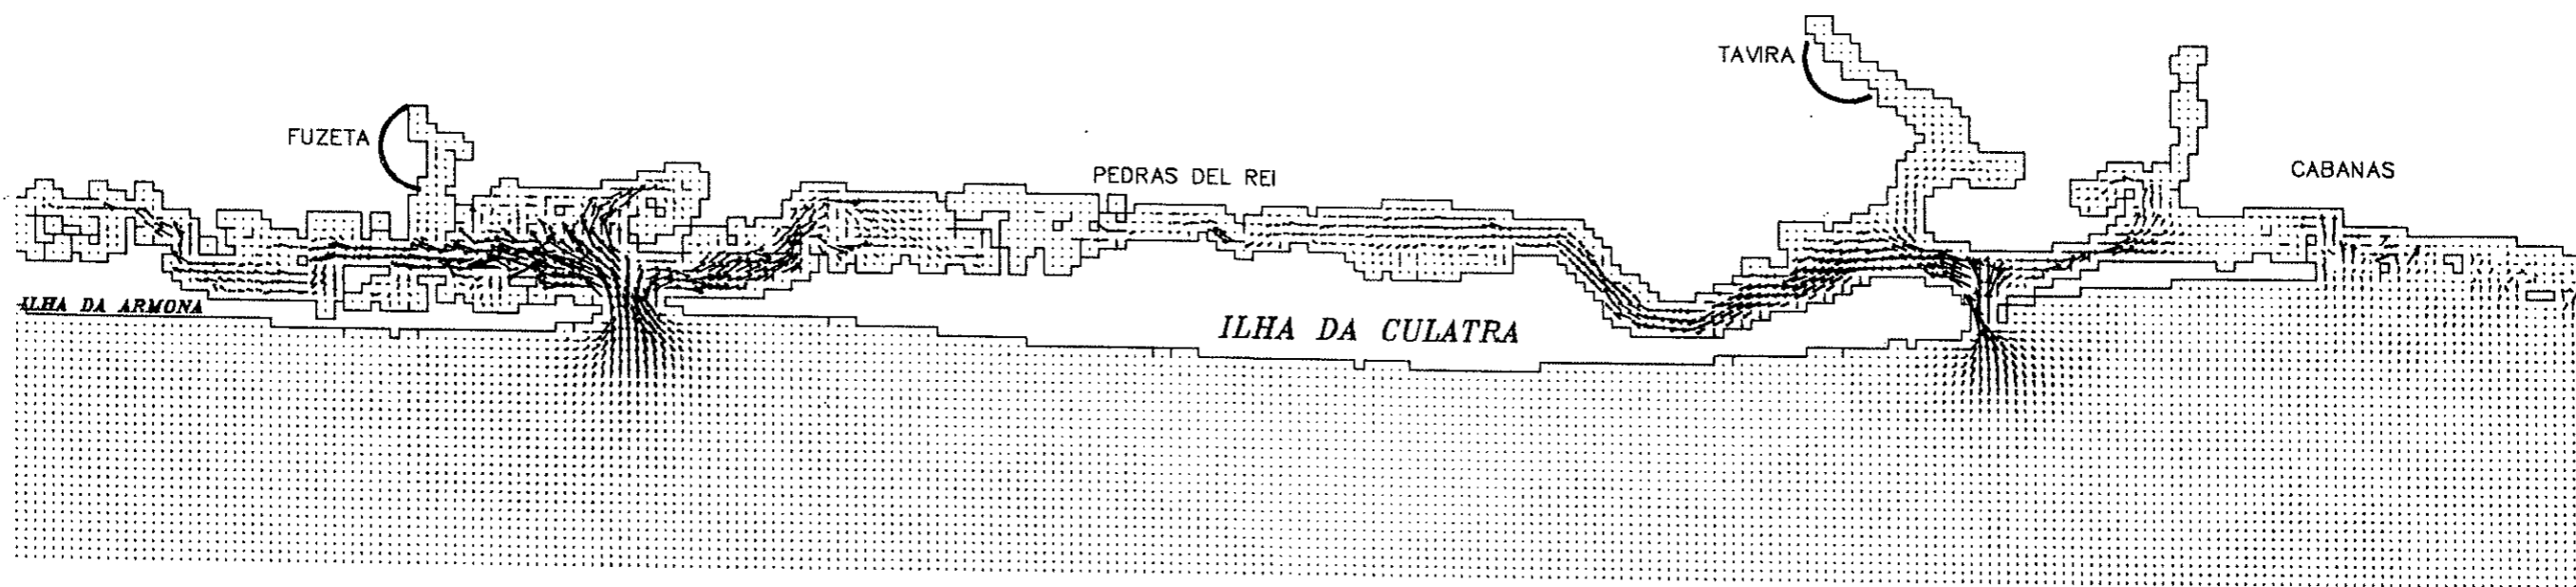 TAVIRA
FUZETA
PEDRAS DEL REI
CABANAS
ILHA DA ARMONA
ILHA DA CULATRA